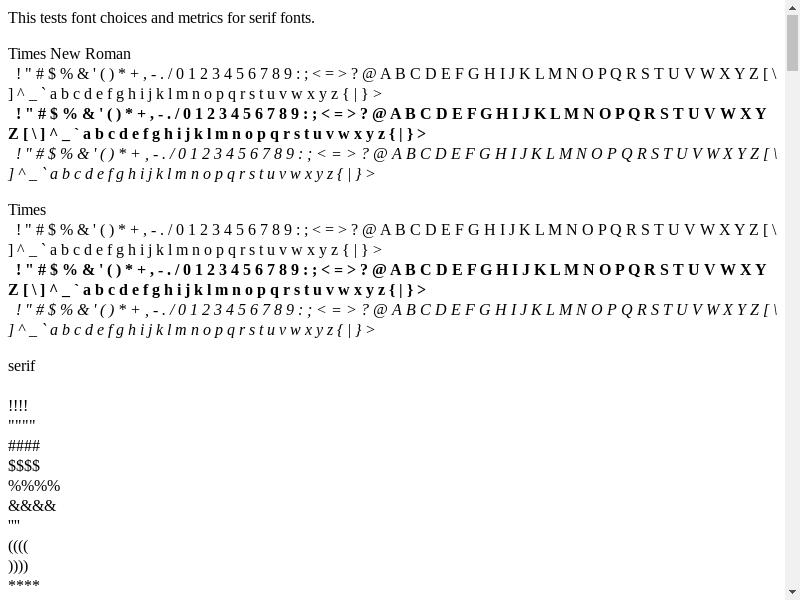 This tests font choices and metrics for serif fonts.
Times New Roman
! " # $ % & ' ( ) * + , - . / 0 1 2 3 4 5 6 7 8 9 : ; < = > ? @ A B C D E F G H I J K L M N O P Q R S T U V W X Y Z [ \
] ^ _ ` a b c d e f g h i j k l m n o p q r s t u v w x y z { | } >
! " # $ % & ' ( ) * + , - . / 0 1 2 3 4 5 6 7 8 9 : ; < = > ? @ A B C D E F G H I J K L M N O P Q R S T U V W X Y
Z [ \ ] ^ _ ` a b c d e f g h i j k l m n o p q r s t u v w x y z { | } >
! " # $ % & ' ( ) * + , - . / 0 1 2 3 4 5 6 7 8 9 : ; < = > ? @ A B C D E F G H I J K L M N O P Q R S T U V W X Y Z [ \
] ^ _ ` a b c d e f g h i j k l m n o p q r s t u v w x y z { | } >
Times
! " # $ % & ' ( ) * + , - . / 0 1 2 3 4 5 6 7 8 9 : ; < = > ? @ A B C D E F G H I J K L M N O P Q R S T U V W X Y Z [ \
] ^ _ ` a b c d e f g h i j k l m n o p q r s t u v w x y z { | } >
! " # $ % & ' ( ) * + , - . / 0 1 2 3 4 5 6 7 8 9 : ; < = > ? @ A B C D E F G H I J K L M N O P Q R S T U V W X Y
Z [ \ ] ^ _ ` a b c d e f g h i j k l m n o p q r s t u v w x y z { | } >
! " # $ % & ' ( ) * + , - . / 0 1 2 3 4 5 6 7 8 9 : ; < = > ? @ A B C D E F G H I J K L M N O P Q R S T U V W X Y Z [ \
] ^ _ ` a b c d e f g h i j k l m n o p q r s t u v w x y z { | } >
serif
!!!!
""""
####
$$$$
%%%%
&&&&
''''
((((
))))
****